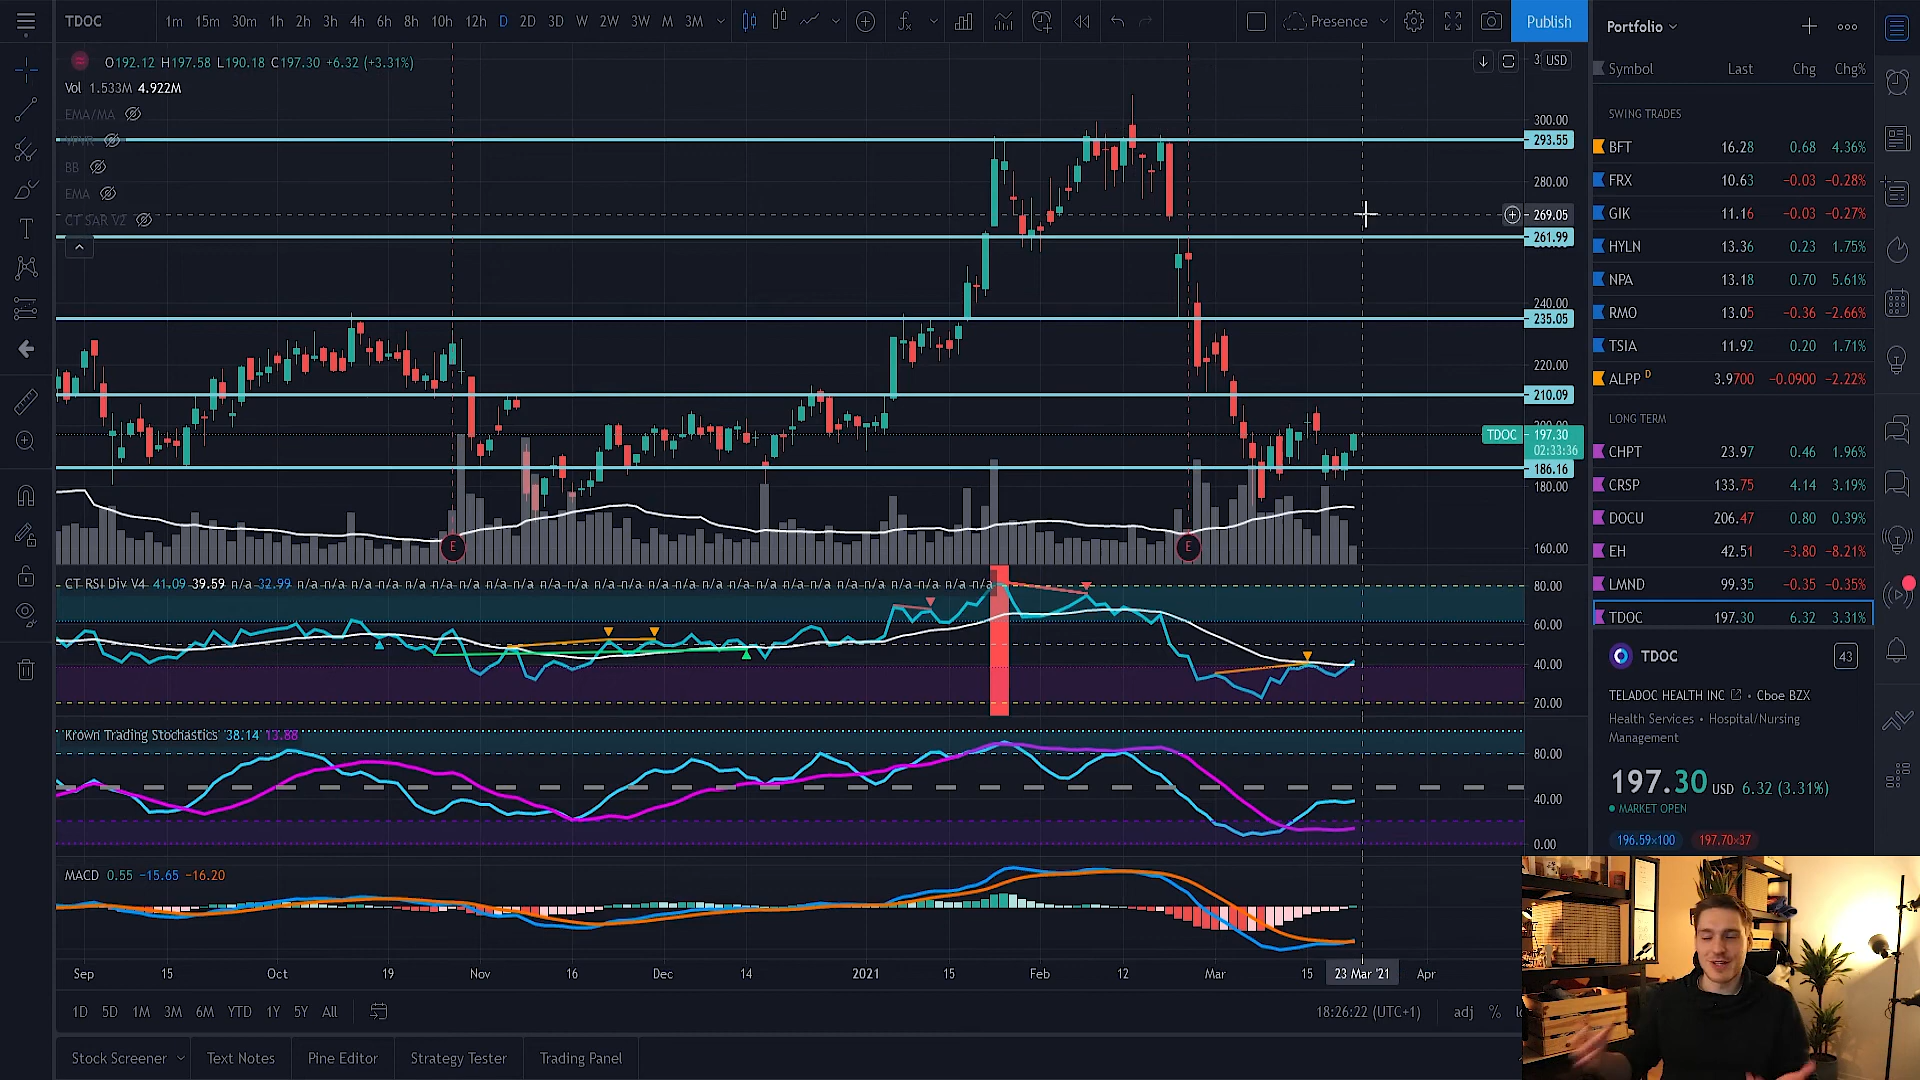 TDOC 1m 15m 30m 1h 2h 3h 4h 6h 8h 10h 12h D 2D 3D W 2W 3W M 3M Presence Publish
O192.12 H197.58 L190.18 C197.30 +6.32 (+3.31%)
Vol 1.533M 4.922M
EMA/MA
VPVR
BB
EMA
CT SAR V2
USD
300.00
293.55
280.00
269.05
261.99
240.00
235.05
220.00
210.09
200.00
TDOC 197.30
02:33:36
186.16
180.00
160.00
E E
CT RSI Div V4 41.09 39.59 n/a 32.99 n/a n/a n/a n/a n/a n/a n/a n/a n/a n/a n/a n/a n/a n/a n/a n/a n/a n/a n/a n/a n/a n/a n/a n/a n/a n/a
80.00
60.00
40.00
20.00
Krown Trading Stochastics 38.14 13.88
80.00
40.00
0.00
MACD 0.55 −15.65 −16.20
Sep 15 Oct 19 Nov 16 Dec 14 2021 15 Feb 12 Mar 15 23 Mar '21 Apr
1D 5D 1M 3M 6M YTD 1Y 5Y All 18:26:22 (UTC+1) adj %
Stock Screener Text Notes Pine Editor Strategy Tester Trading Panel
Portfolio
Symbol Last Chg Chg%
SWING TRADES
BFT 16.28 0.68 4.36%
FRX 10.63 −0.03 −0.28%
GIK 11.16 −0.03 −0.27%
HYLN 13.36 0.23 1.75%
NPA 13.18 0.70 5.61%
RMO 13.05 −0.36 −2.66%
TSIA 11.92 0.20 1.71%
ALPP D 3.9700 −0.0900 −2.22%
LONG TERM
CHPT 23.97 0.46 1.96%
CRSP 133.75 4.14 3.19%
DOCU 206.47 0.80 0.39%
EH 42.51 −3.80 −8.21%
LMND 99.35 −0.35 −0.35%
TDOC 197.30 6.32 3.31%
TDOC 43
TELADOC HEALTH INC • Cboe BZX
Health Services • Hospital/Nursing
Management
197.30 USD 6.32 (3.31%)
• MARKET OPEN
196.59×100 197.70×37